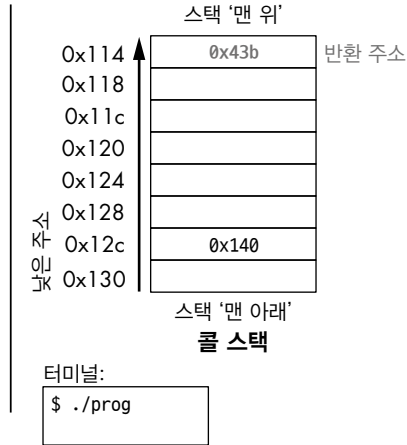 스택 ‘맨 위’
0x114 0x43b 반환 주소
0x118
0x11c
0x120
0x124
0x128
0x12c 0x140
0x130
낮은 주소
스택 ‘맨 아래’
콜 스택
터미널:
$ ./prog